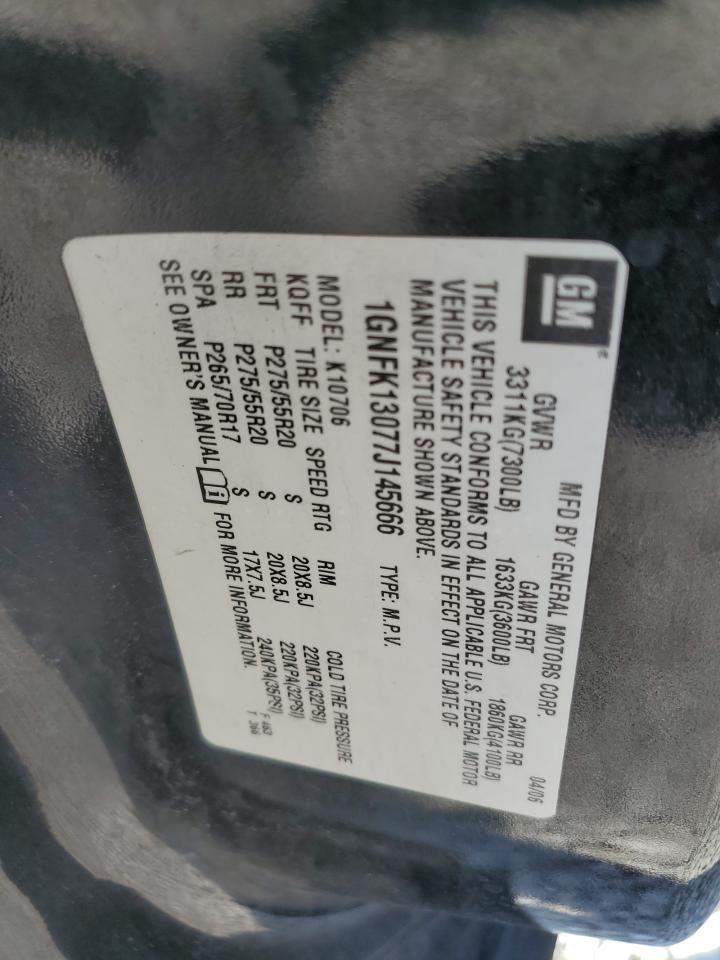 GM®
MFD BY GENERAL MOTORS CORP. 04/06
GVWR GAWR FRT GAWR RR
3311KG(7300LB) 1633KG(3600LB) 1860KG(4100LB)
THIS VEHICLE CONFORMS TO ALL APPLICABLE U.S. FEDERAL MOTOR
VEHICLE SAFETY STANDARDS IN EFFECT ON THE DATE OF
MANUFACTURE SHOWN ABOVE.
1GNFK13077J145666 TYPE: M.P.V.
MODEL: K10706
KQFF TIRE SIZE SPEED RTG RIM COLD TIRE PRESSURE
FRT P275/55R20 S 20X8.5J 220KPA(32PSI)
RR P275/55R20 S 20X8.5J 220KPA(32PSI)
SPA P265/70R17 S 17X7.5J 240KPA(35PSI)
SEE OWNER'S MANUAL FOR MORE INFORMATION.
F 463
T 366